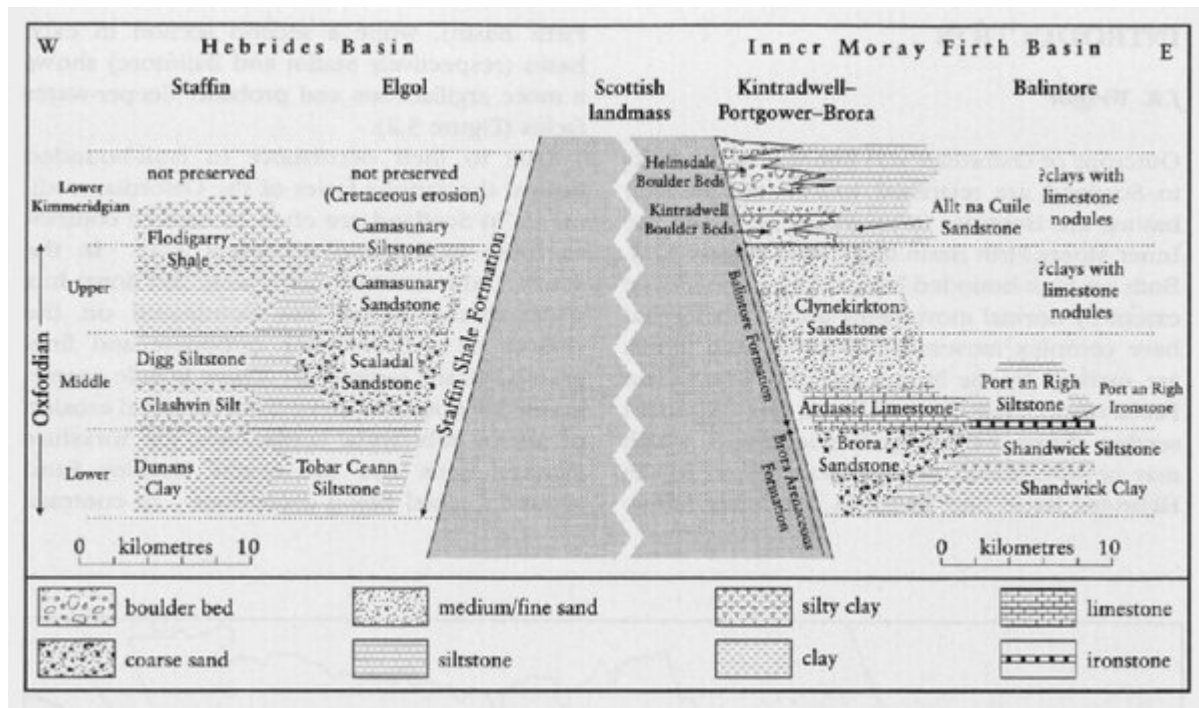 W
Hebrides Basin
Inner Moray Firth Basin
E
Staffin
Elgol
Scottish
landmass
Kintradwell–
Portgower–Brora
Balintore
Lower
Kimmeridgian
Oxfordian
Upper
Middle
Lower
not preserved
not preserved
(Cretaceous erosion)
Flodigarry
Shale
Camasunary
Siltstone
Camasunary
Sandstone
Digg Siltstone
Scaladal
Sandstone
Glashvin Silt
Dunans
Clay
Tobar Ceann
Siltstone
Staffin Shale Formation
Helmsdale
Boulder Beds
Kintradwell
Boulder Beds
Allt na Cuile
Sandstone
?clays with
limestone
nodules
?clays with
limestone
nodules
Balintore Formation
Clynekirkton
Sandstone
Ardassie Limestone
Port an Righ
Siltstone
Port an Righ
Ironstone
Brora Arenaceous
Formation
Brora
Sandstone
Shandwick Siltstone
Shandwick Clay
0 kilometres 10
0 kilometres 10
boulder bed
medium/fine sand
silty clay
limestone
coarse sand
siltstone
clay
ironstone